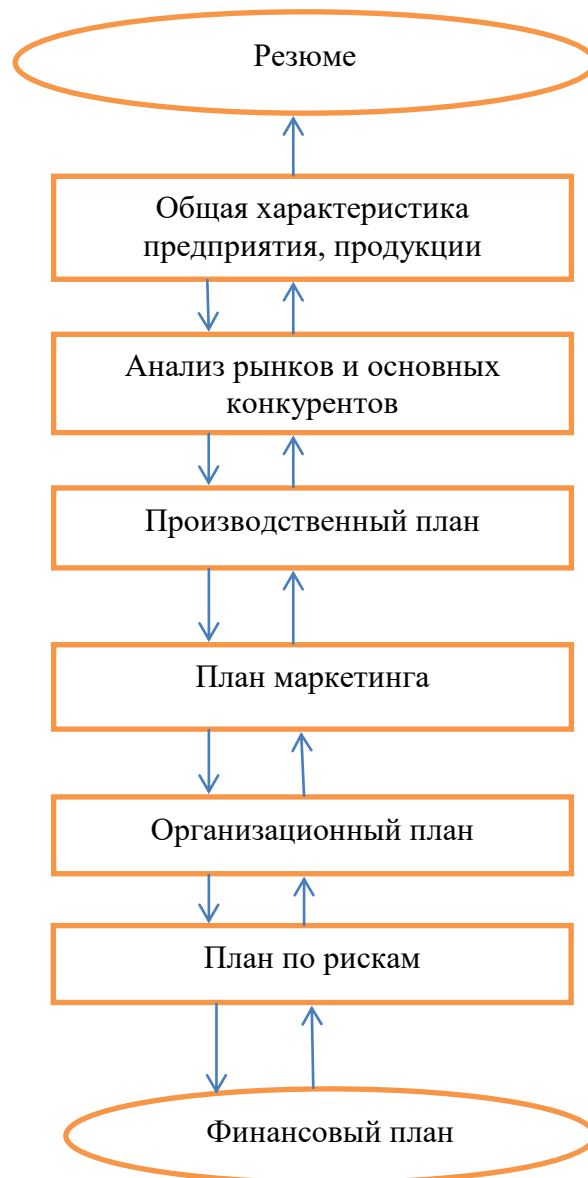 Резюме
Общая характеристика
предприятия, продукции
Анализ рынков и основных
конкурентов
Производственный план
План маркетинга
Организационный план
План по рискам
Финансовый план